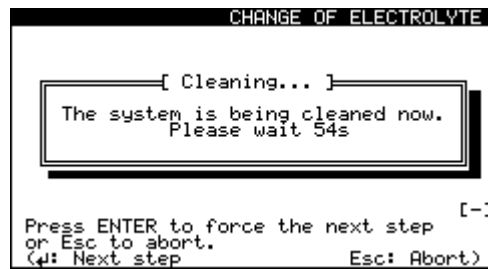 CHANGE OF ELECTROLYTE
[ Cleaning... ]
The system is being cleaned now.
Please wait 54s
[-]
Press ENTER to force the next step
or Esc to abort.
(↵: Next step Esc: Abort)